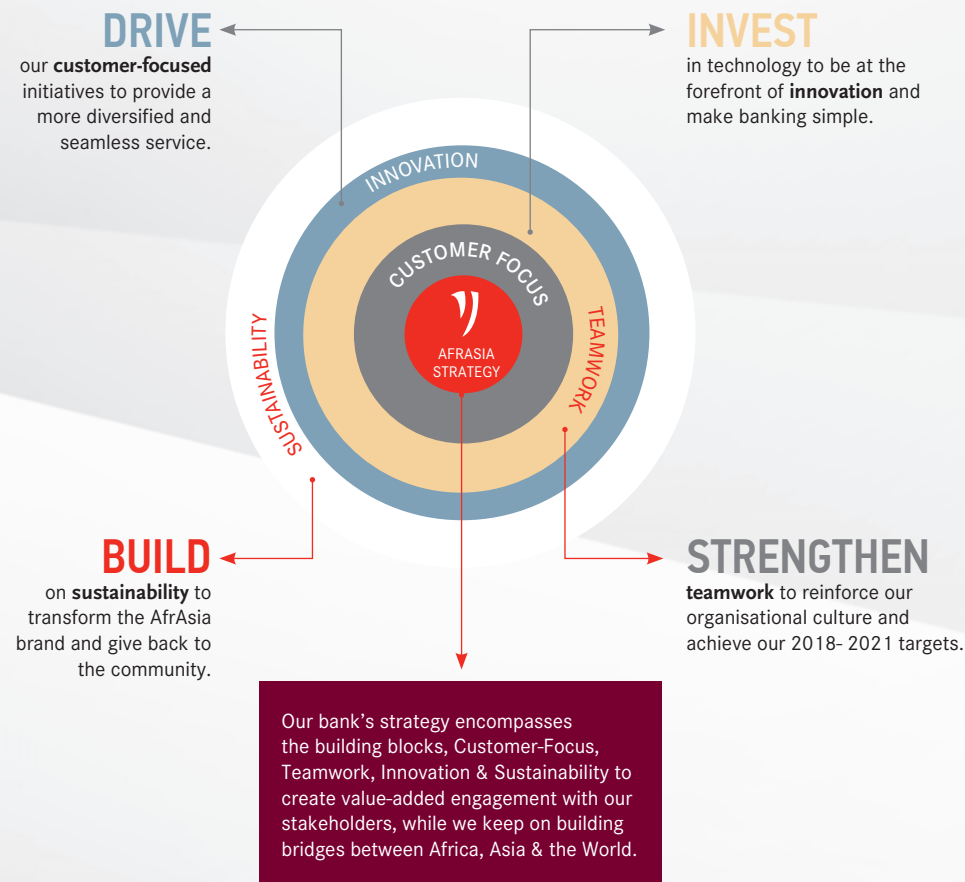 DRIVE
our customer-focused
initiatives to provide a
more diversified and
seamless service.
INVEST
in technology to be at the
forefront of innovation and
make banking simple.
INNOVATION
CUSTOMER FOCUS
TEAMWORK
SUSTAINABILITY
AFRASIA
STRATEGY
BUILD
on sustainability to
transform the AfrAsia
brand and give back to
the community.
STRENGTHEN
teamwork to reinforce our
organisational culture and
achieve our 2018- 2021 targets.
Our bank's strategy encompasses
the building blocks, Customer-Focus,
Teamwork, Innovation & Sustainability to
create value-added engagement with our
stakeholders, while we keep on building
bridges between Africa, Asia & the World.